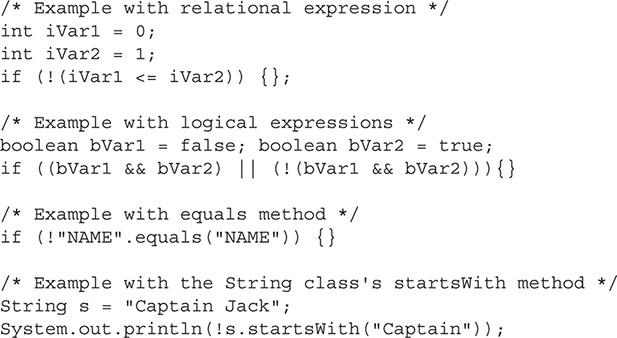 /* Example with relational expression */
int iVar1 = 0;
int iVar2 = 1;
if (!(iVar1 <= iVar2)) {};
/* Example with logical expressions */
boolean bVar1 = false; boolean bVar2 = true;
if ((bVar1 && bVar2) || (!(bVar1 && bVar2))){}
/* Example with equals method */
if (!"NAME".equals("NAME")) {}
/* Example with the String class's startsWith method */
String s = "Captain Jack";
System.out.println(!s.startsWith("Captain"));